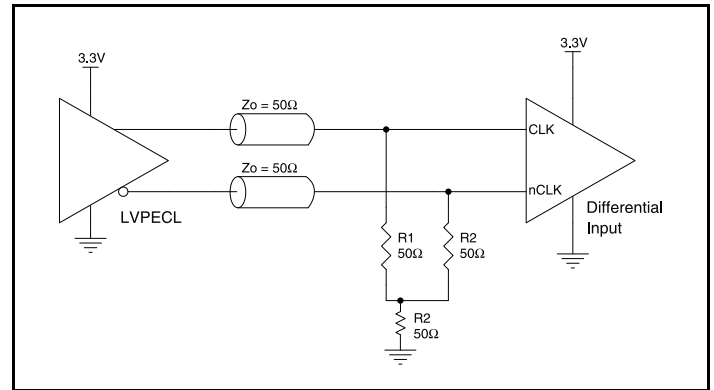 3.3V
3.3V
Zo = 50Ω
CLK
Zo = 50Ω
nCLK
LVPECL
Differential
Input
R1
50Ω
R2
50Ω
R2
50Ω